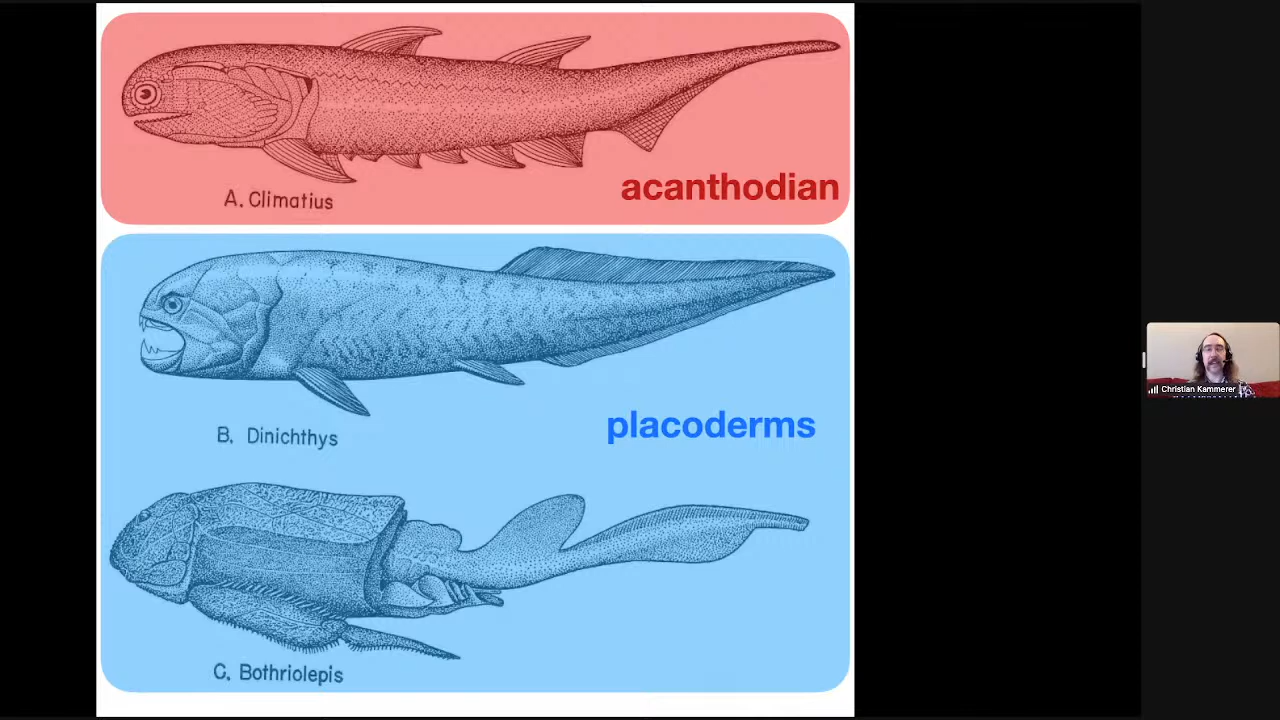 A. Climatius
acanthodian
B. Dinichthys
placoderms
C. Bothriolepis
Christian Kammerer